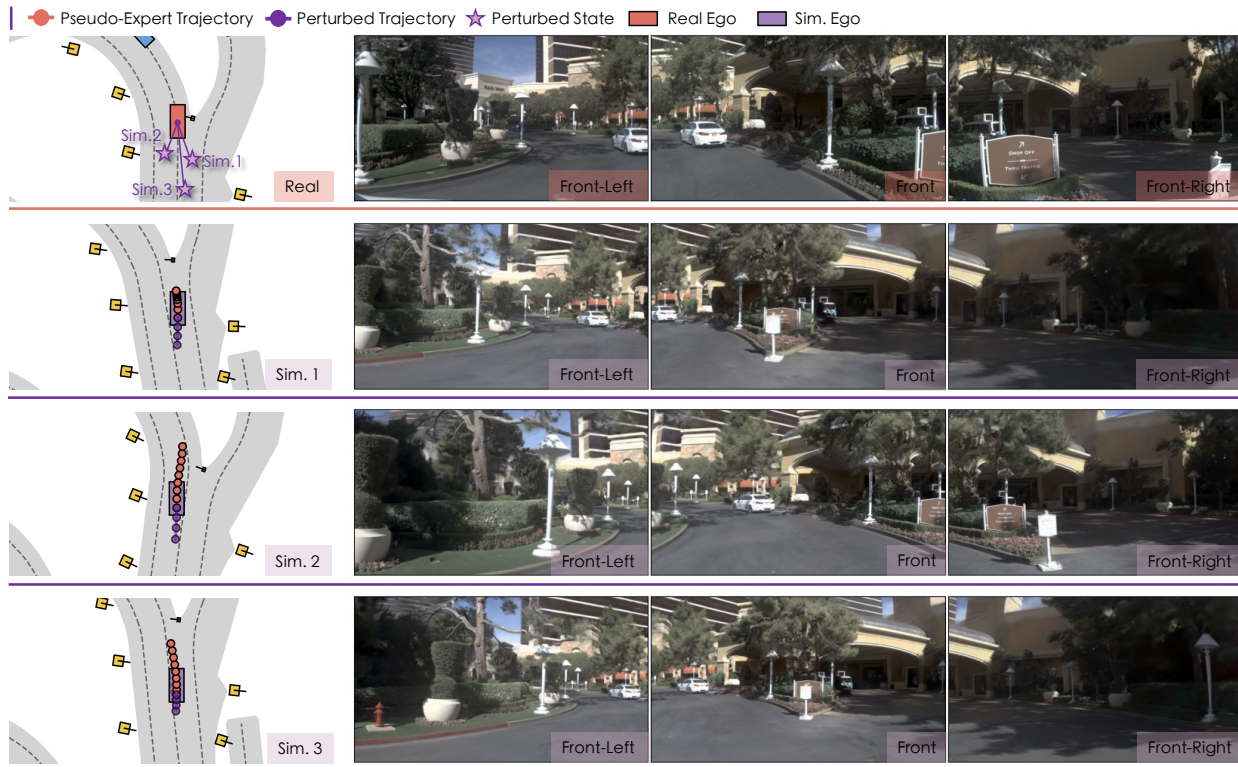 Pseudo-Expert Trajectory Perturbed Trajectory Perturbed State Real Ego Sim. Ego
Sim.2
Sim.1
Sim.3
Real
Front-Left
Front
DROP OFF
THRU TRAFFIC
Front-Right
Sim. 1
Front-Left
Front
Front-Right
Sim. 2
Front-Left
Front
Front-Right
Sim. 3
Front-Left
Front
Front-Right